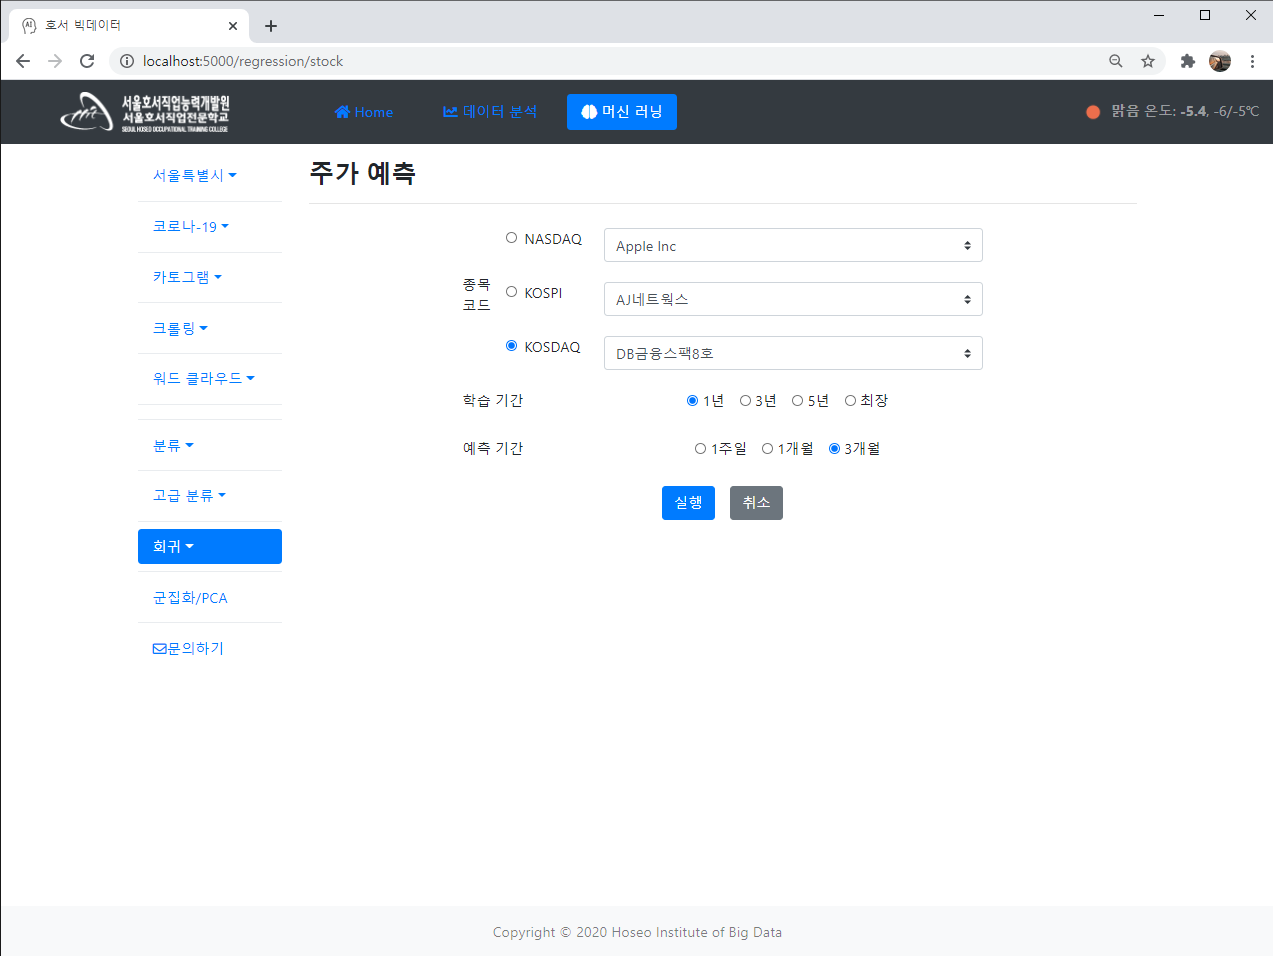 호서 빅데이터
localhost:5000/regression/stock
서울호서직업능력개발원
서울호서직업전문학교
SEOUL HOSEO OCCUPATIONAL TRAINING COLLEGE
Home
데이터 분석
머신 러닝
맑음 온도: -5.4, -6/-5℃
서울특별시
코로나-19
카토그램
크롤링
워드 클라우드
분류
고급 분류
회귀
군집화/PCA
문의하기
주가 예측
종목
코드
NASDAQ
Apple Inc
KOSPI
AJ네트웍스
KOSDAQ
DB금융스팩8호
학습 기간
1년 3년 5년 최장
예측 기간
1주일 1개월 3개월
실행
취소
Copyright © 2020 Hoseo Institute of Big Data